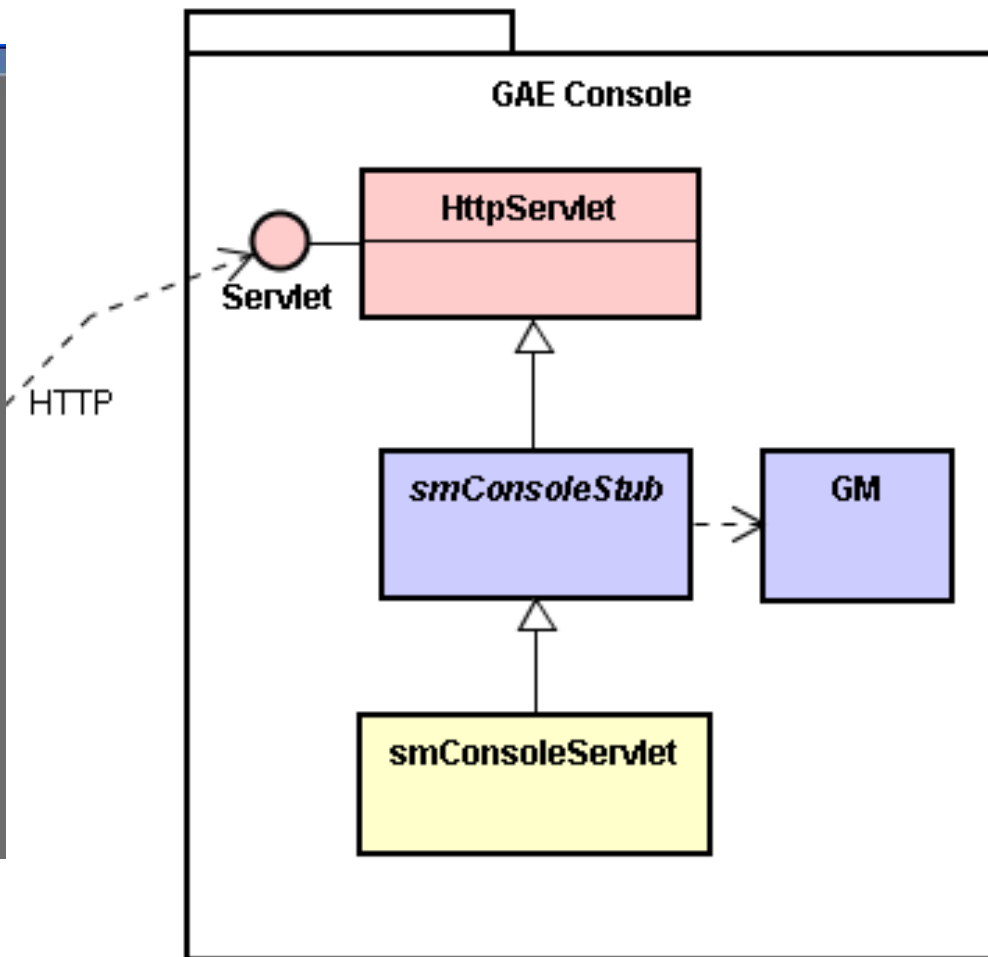 GAE Console
HttpServlet
Servlet
HTTP
smConsoleStub
GM
smConsoleServlet